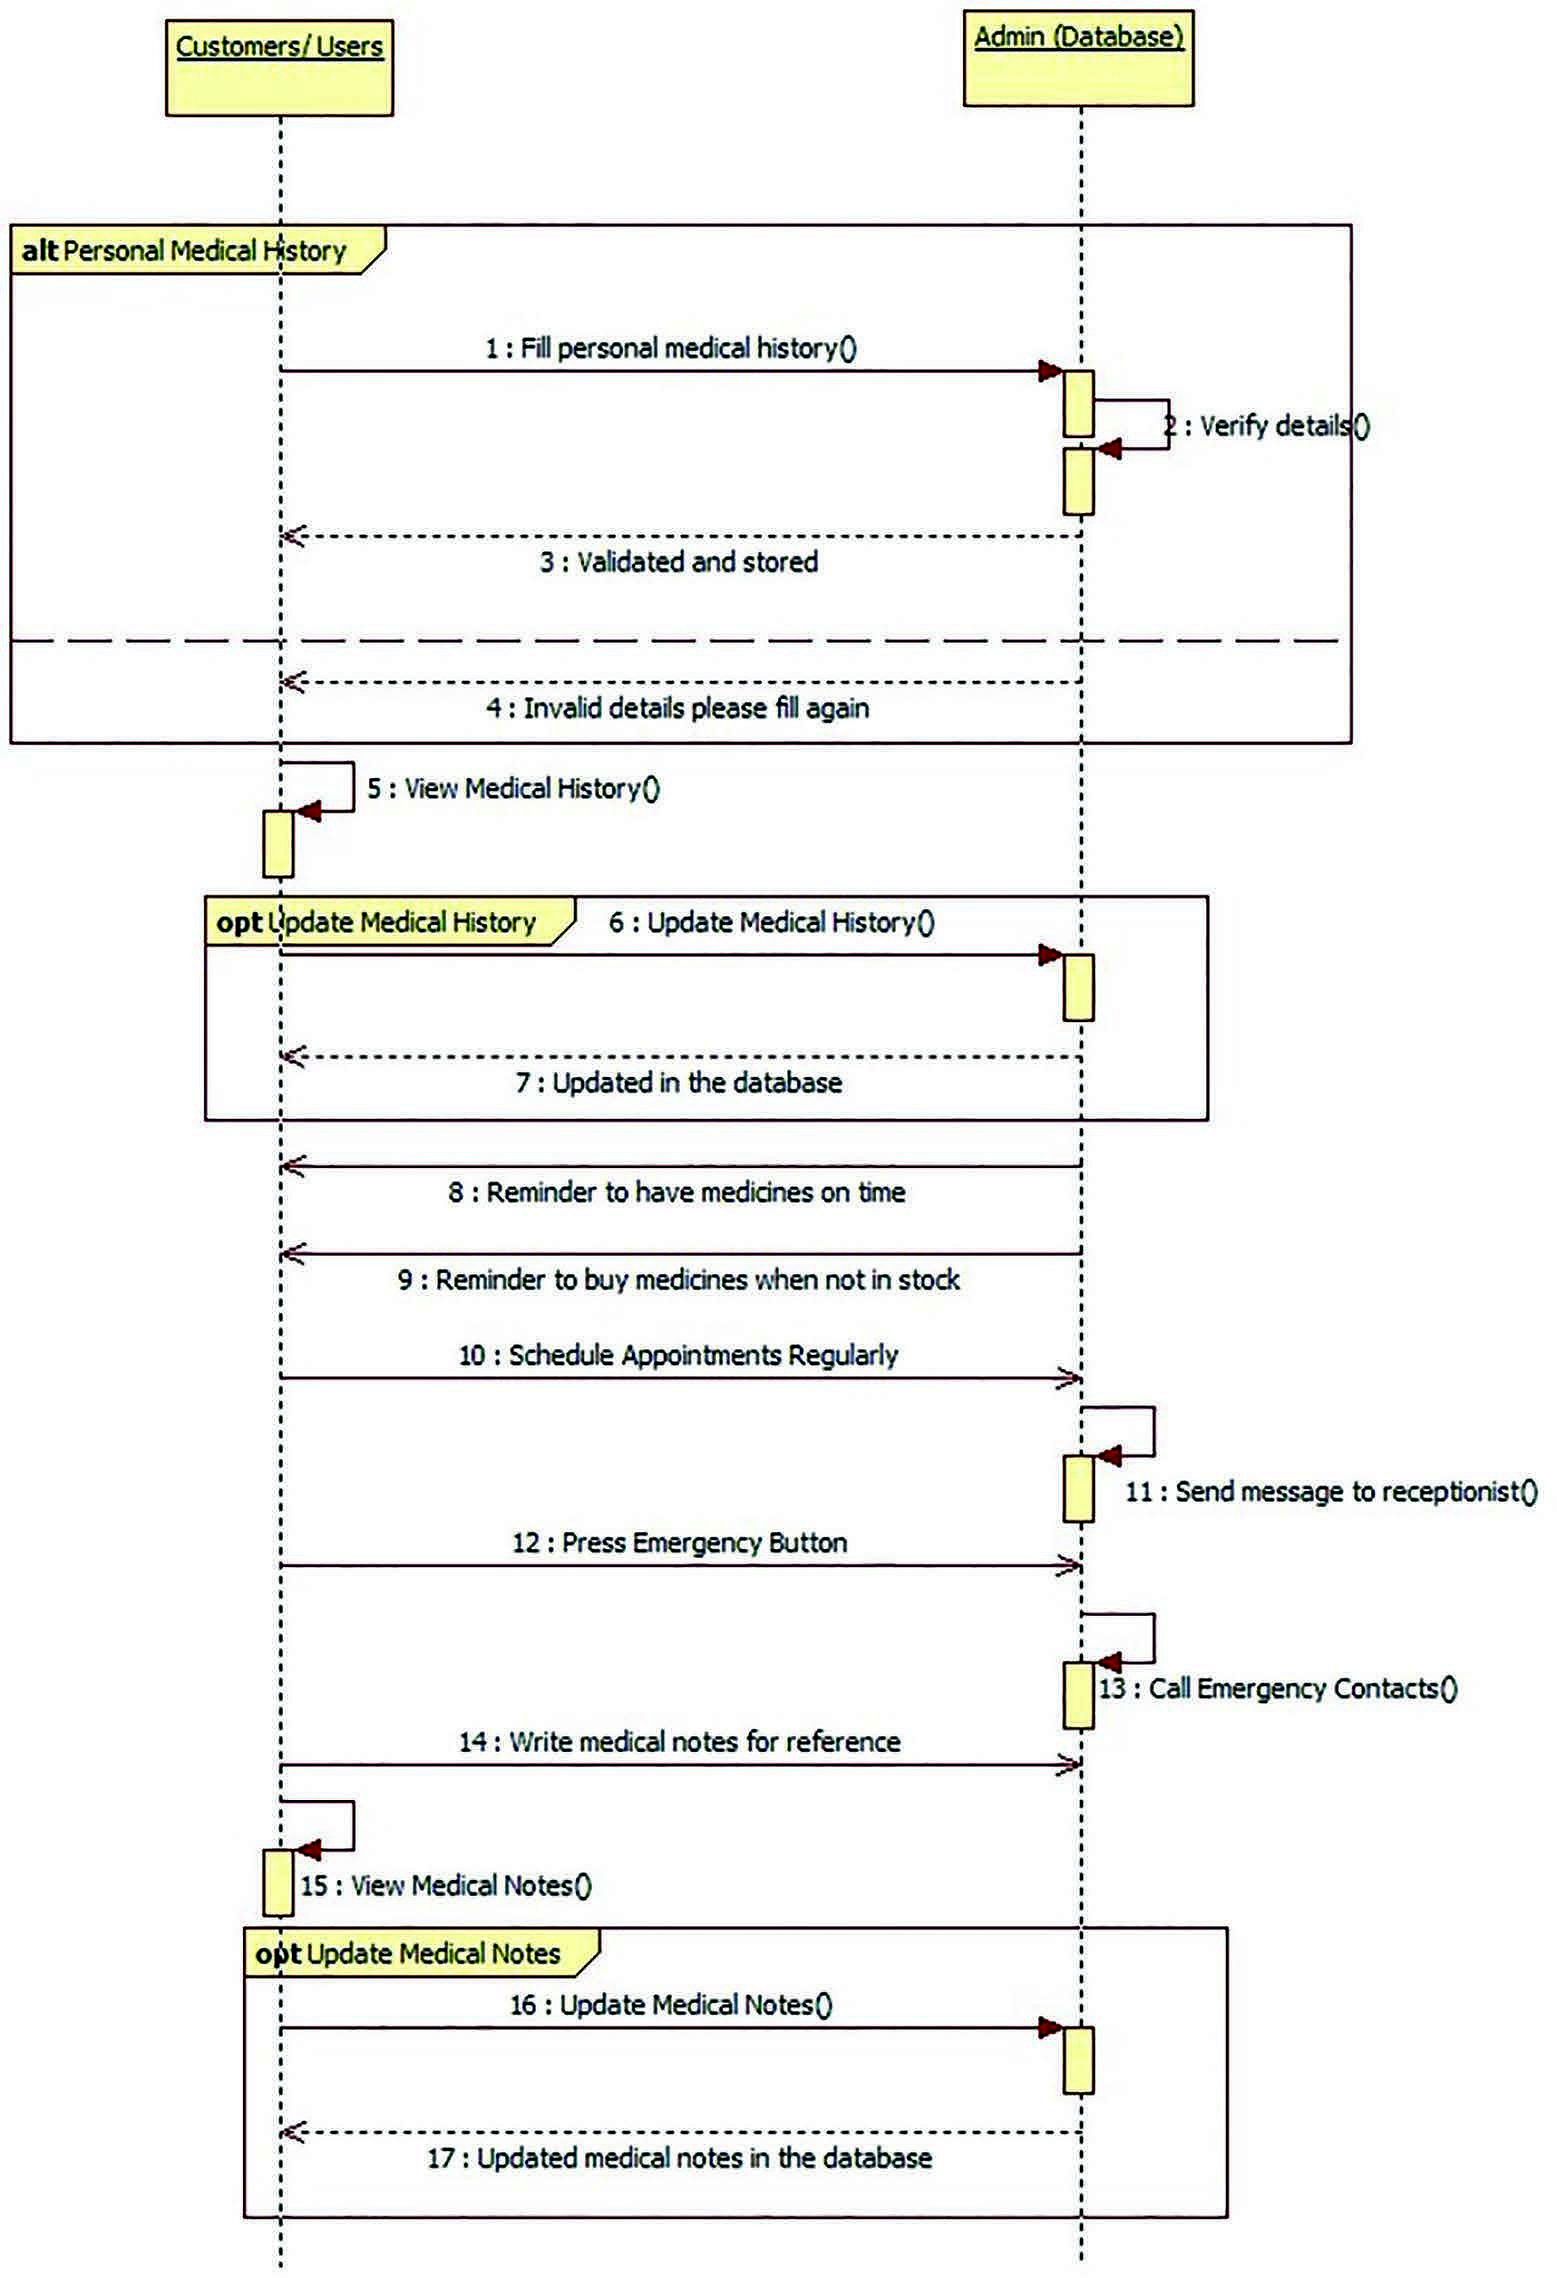 Customers/ Users
Admin (Database)
alt Personal Medical History
1 : Fill personal medical history()
2 : Verify details()
3 : Validated and stored
4 : Invalid details please fill again
5 : View Medical History()
opt Update Medical History
6 : Update Medical History()
7 : Updated in the database
8 : Reminder to have medicines on time
9 : Reminder to buy medicines when not in stock
10 : Schedule Appointments Regularly
11 : Send message to receptionist()
12 : Press Emergency Button
13 : Call Emergency Contacts()
14 : Write medical notes for reference
15 : View Medical Notes()
opt Update Medical Notes
16 : Update Medical Notes()
17 : Updated medical notes in the database